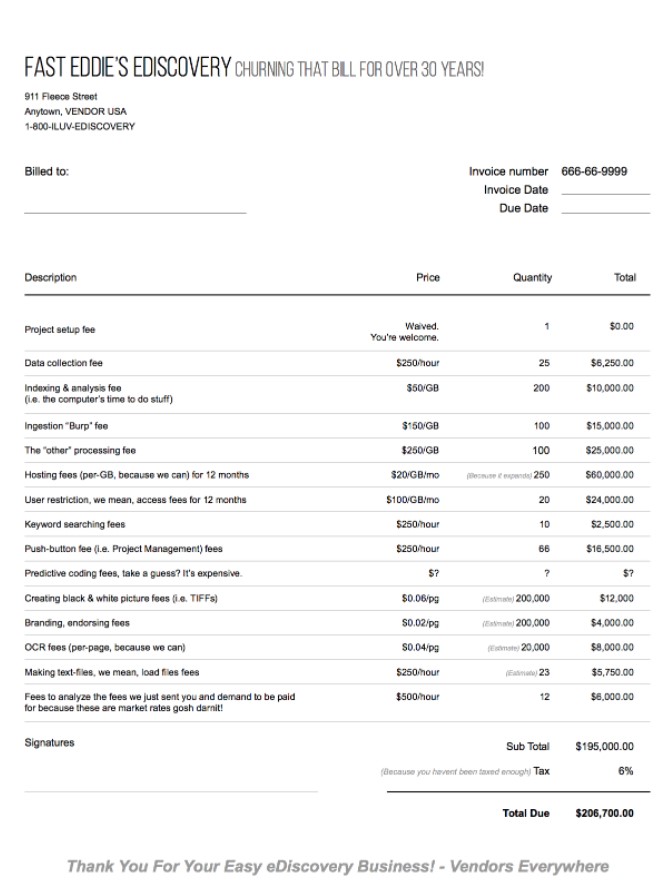 FAST EDDIE'S EDISCOVERY CHURNING THAT BILL FOR OVER 30 YEARS!
911 Fleece Street
Anytown, VENDOR USA
1-800-ILUV-EDISCOVERY
Billed to:
Invoice number 666-66-9999
Invoice Date
Due Date
Description Price Quantity Total
Project setup fee Waived. You're welcome. 1 $0.00
Data collection fee $250/hour 25 $6,250.00
Indexing & analysis fee $50/GB 200 $10,000.00
(i.e. the computer's time to do stuff)
Ingestion "Burp" fee $150/GB 100 $15,000.00
The "other" processing fee $250/GB 100 $25,000.00
Hosting fees (per-GB, because we can) for 12 months $20/GB/mo (Because it expands) 250 $60,000.00
User restriction, we mean, access fees for 12 months $100/GB/mo 20 $24,000.00
Keyword searching fees $250/hour 10 $2,500.00
Push-button fee (i.e. Project Management) fees $250/hour 66 $16,500.00
Predictive coding fees, take a guess? It's expensive. $? ? $?
Creating black & white picture fees (i.e. TIFFs) $0.06/pg (Estimate) 200,000 $12,000
Branding, endorsing fees $0.02/pg (Estimate) 200,000 $4,000.00
OCR fees (per-page, because we can) $0.04/pg (Estimate) 20,000 $8,000.00
Making text-files, we mean, load files fees $250/hour (Estimate) 23 $5,750.00
Fees to analyze the fees we just sent you and demand to be paid $500/hour 12 $6,000.00
for because these are market rates gosh darnit!
Signatures
Sub Total $195,000.00
(Because you havent been taxed enough) Tax 6%
Total Due $206,700.00
Thank You For Your Easy eDiscovery Business! - Vendors Everywhere